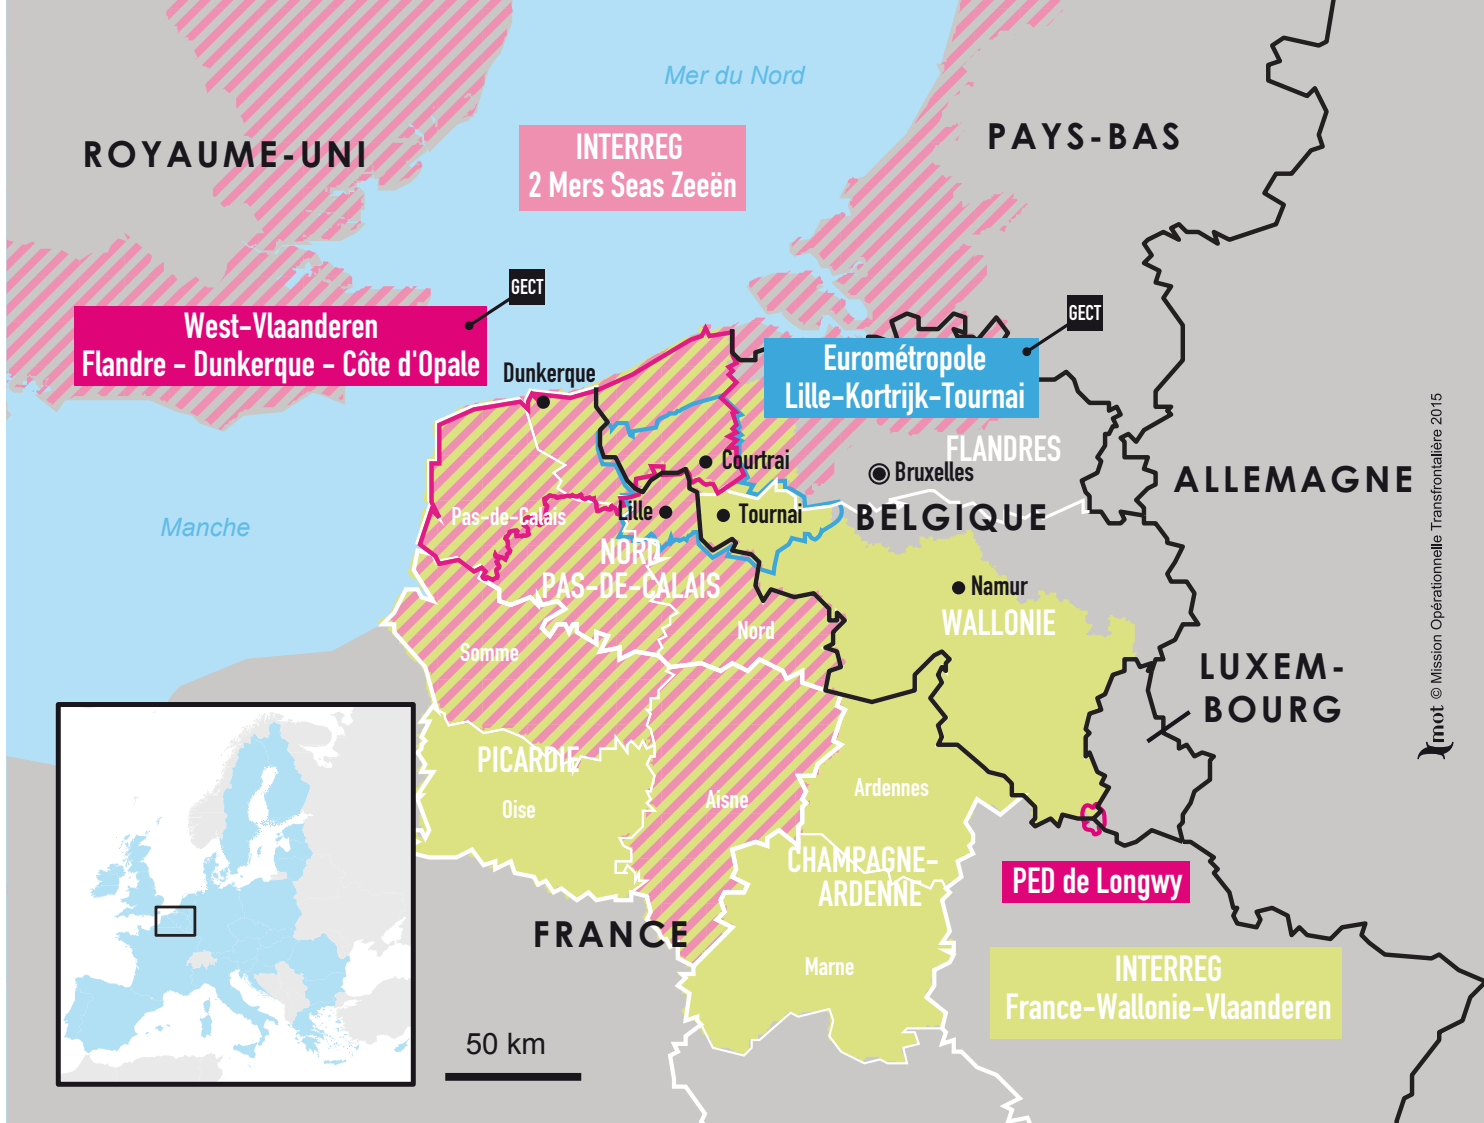 Mer du Nord
ROYAUME-UNI
PAYS-BAS
INTERREG
2 Mers Seas Zeeën
GECT
West-Vlaanderen
Flandre - Dunkerque - Côte d'Opale
GECT
Eurométropole
Lille-Kortrijk-Tournai
Dunkerque
FLANDRES
Courtrai
Bruxelles
ALLEMAGNE
Manche
Pas-de-Calais
Lille
Tournai
BELGIQUE
NORD
PAS-DE-CALAIS
Namur
WALLONIE
Nord
Somme
LUXEM-
BOURG
PICARDIE
Oise
Aisne
Ardennes
CHAMPAGNE-
ARDENNE
PED de Longwy
FRANCE
Marne
INTERREG
France-Wallonie-Vlaanderen
50 km
mot © Mission Opérationnelle Transfrontalière 2015